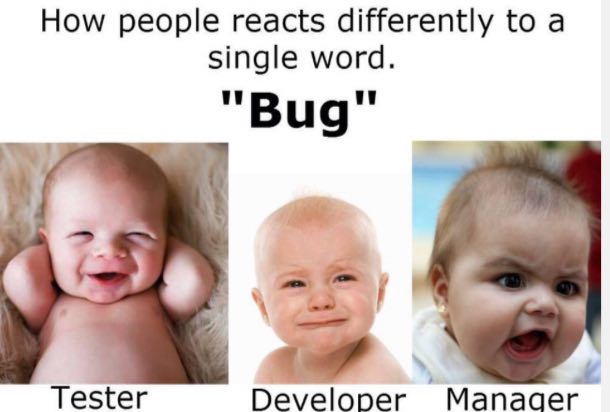 How people reacts differently to a
single word.
"Bug"
Tester
Developer
Manager